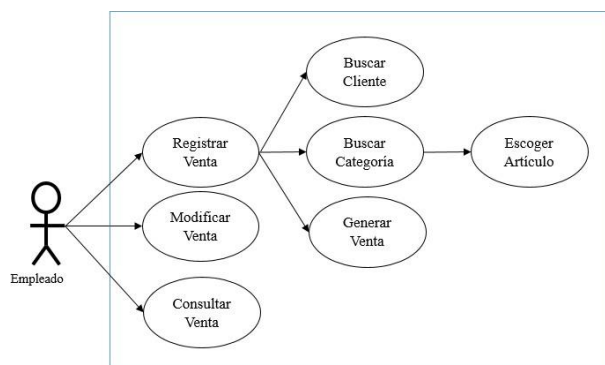 Buscar
Cliente
Registrar
Venta
Buscar
Categoría
Escoger
Artículo
Modificar
Venta
Generar
Venta
Empleado
Consultar
Venta